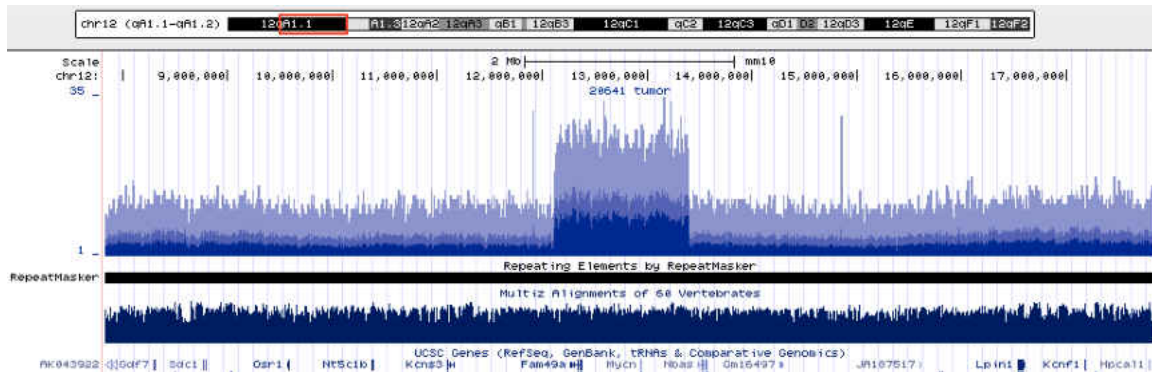 chr12 (qA1.1-qA1.2) 12qA1.1 A1.3 12qA2 12qA3 qB1 12qB3 12qC1 qC2 12qC3 qD1 D2 12qD3 12qE 12qF1 12qF2
Scale 2 Mb mm10
chr12: 9,000,000 10,000,000 11,000,000 12,000,000 13,000,000 14,000,000 15,000,000 16,000,000 17,000,000
35 _ 20641 tumor
1 _
Repeating Elements by RepeatMasker
RepeatMasker
Multiz Alignments of 60 Vertebrates
UCSC Genes (RefSeq, GenBank, tRNAs & Comparative Genomics)
AK043922 Gdf7 Sdc1 Osr1 Nt5c1b Kcns3 Fam49a Mycn Nbas Gm16497 JA187517 Lpin1 Kcnf1 Hpcal1